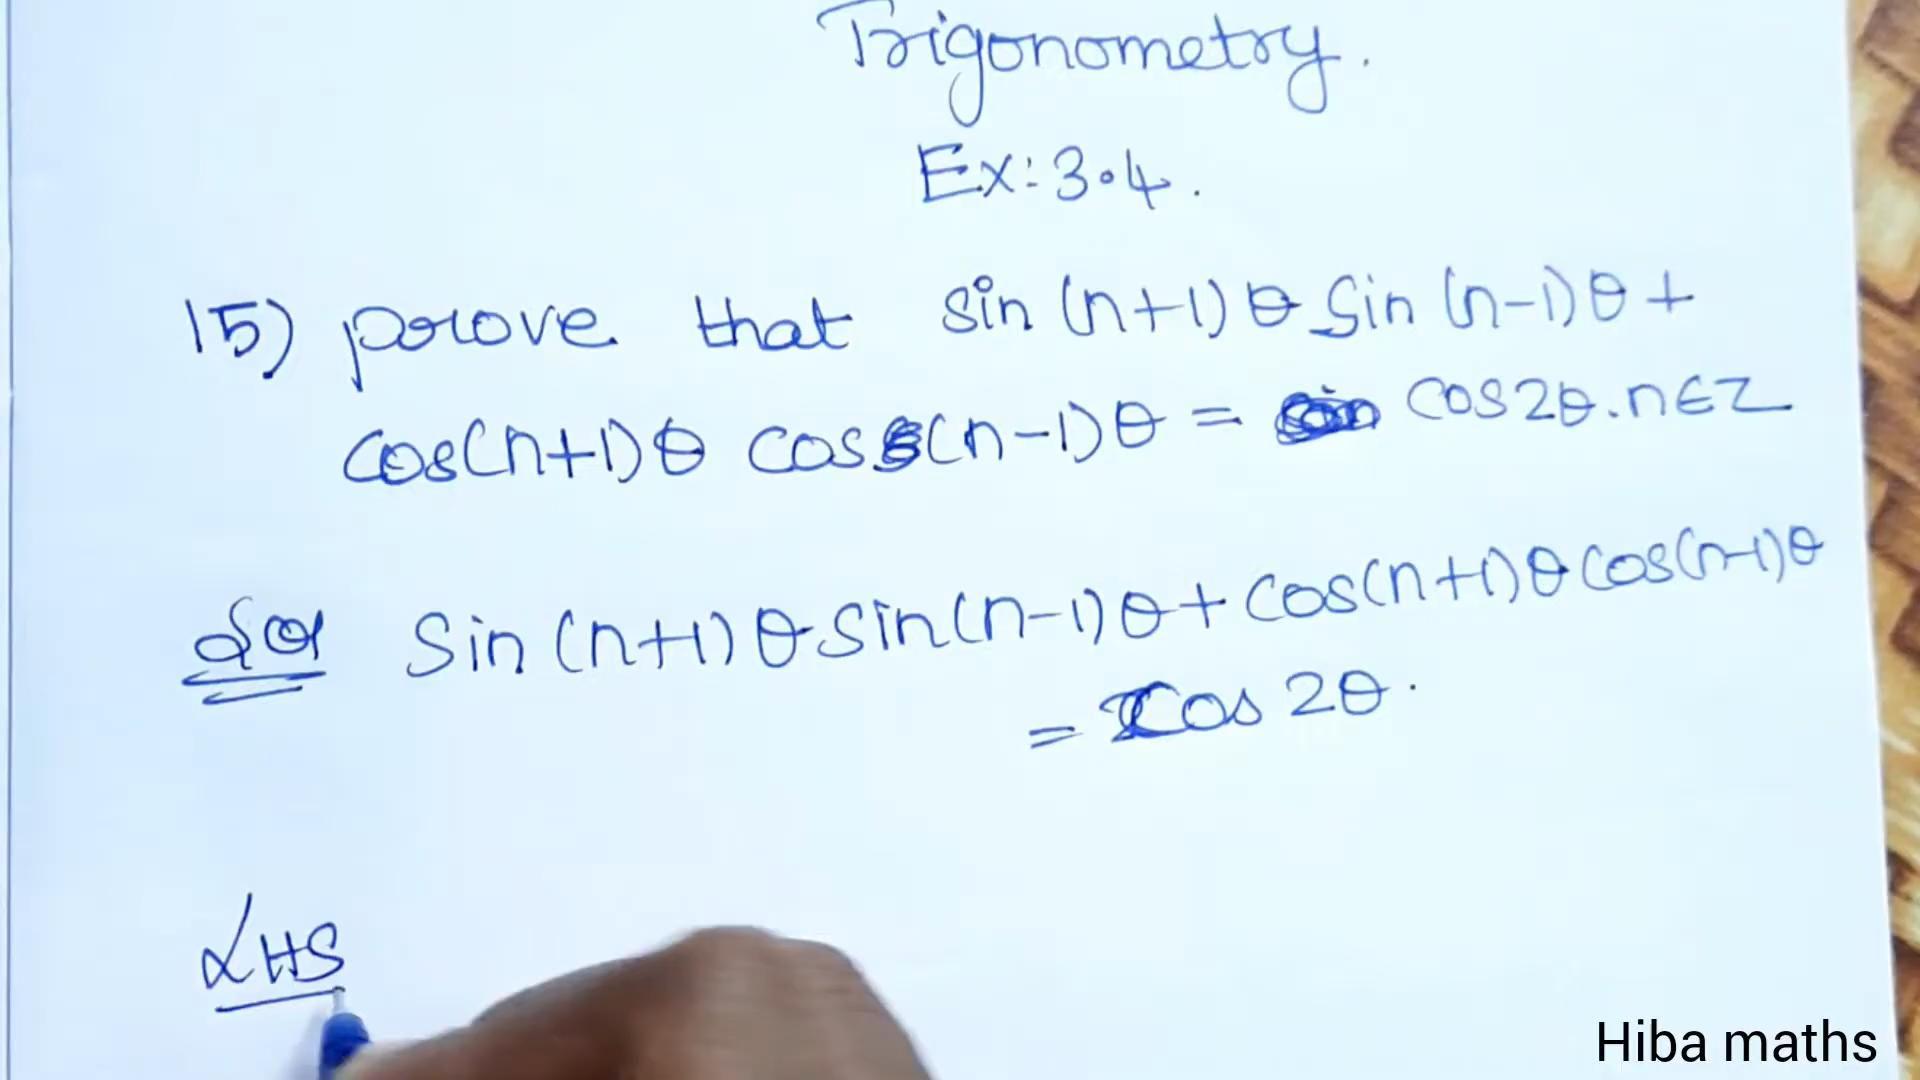 Trigonometry.
Ex: 3.4.
15) prove that sin (n+1) θ sin (n-1) θ +
cos(n+1) θ cos(n-1) θ = cos2θ. n∈Z
Sol Sin (n+1) θ sin(n-1) θ + cos(n+1) θ cos(n-1) θ
= Cos 2θ.
LHS
Hiba maths